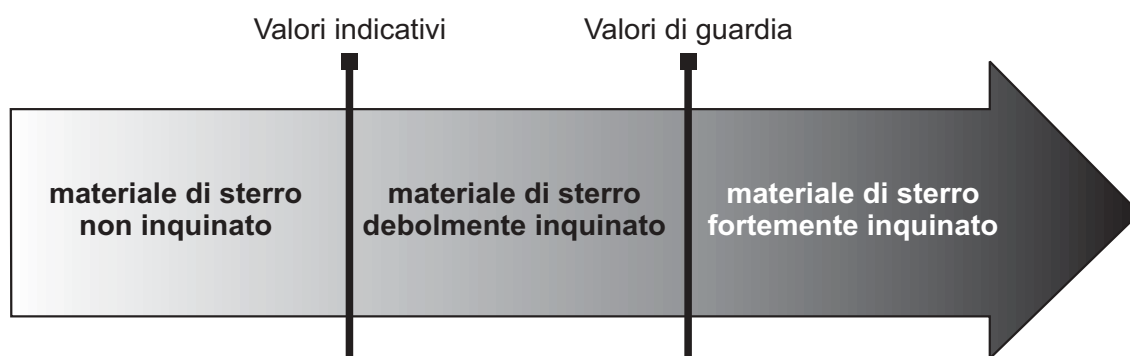 Valori indicativi
Valori di guardia
materiale di sterro
non inquinato
materiale di sterro
debolmente inquinato
materiale di sterro
fortemente inquinato